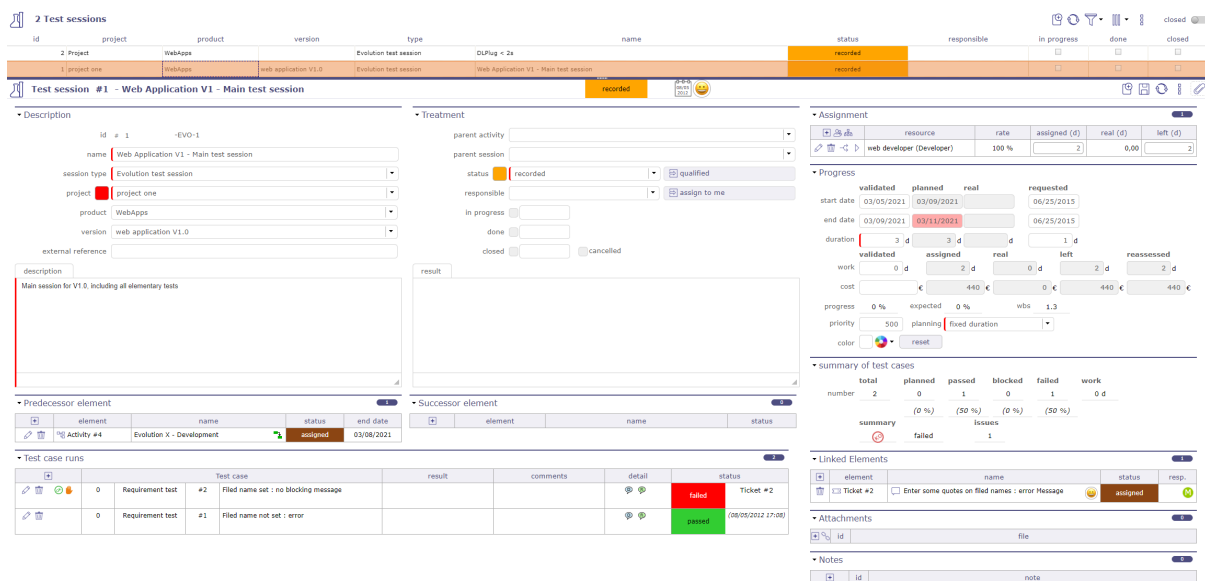 2 Test sessions
closed
id project product version type name status responsible in progress done closed
2 Project WebApps Evolution test session DLPlug < 2s recorded
1 project one WebApps web application V1.0 Evolution test session Web Application V1 - Main test session recorded
Test session #1 - Web Application V1 - Main test session
recorded
08/05 2012
Description
id # 1 -EVO-1
name Web Application V1 - Main test session
session type Evolution test session
project project one
product WebApps
version web application V1.0
external reference
description
Main session for V1.0, including all elementary tests
Treatment
parent activity
parent session
status recorded qualified
responsible assign to me
in progress
done
closed cancelled
result
Predecessor element 1
element name status end date
Activity #4 Evolution X - Development assigned 03/08/2021
Successor element 0
element name status
Test case runs 2
Test case result comments detail status
0 Requirement test #2 Filed name set : no blocking message failed Ticket #2
0 Requirement test #1 Filed name not set : error passed (08/05/2012 17:08)
Assignment 1
resource rate assigned (d) real (d) left (d)
web developer (Developer) 100 % 2 0,00 2
Progress
validated planned real requested
start date 03/05/2021 03/09/2021 06/25/2015
end date 03/09/2021 03/11/2021 06/25/2015
duration 3 d 3 d d 1 d
validated assigned real left reassessed
work 0 d 2 d 0 d 2 d 2 d
cost € 440 € 0 € 440 € 440 €
progress 0 % expected 0 % wbs 1.3
priority 500 planning fixed duration
color reset
summary of test cases
total planned passed blocked failed work
number 2 0 1 0 1 0 d
(0 %) (50 %) (0 %) (50 %)
summary issues
failed 1
Linked Elements 1
element name status resp.
Ticket #2 Enter some quotes on filed names : error Message assigned M
Attachments 0
id file
Notes 0
id note